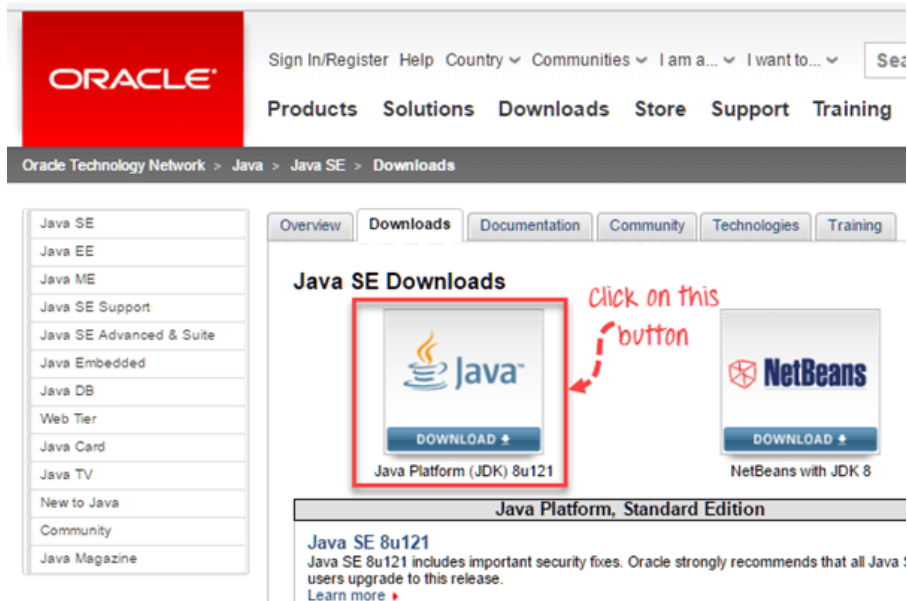 ORACLE
Sign In/Register Help Country Communities I am a... I want to...
Products Solutions Downloads Store Support Training
Oracle Technology Network > Java > Java SE > Downloads
Java SE
Java EE
Java ME
Java SE Support
Java SE Advanced & Suite
Java Embedded
Java DB
Web Tier
Java Card
Java TV
New to Java
Community
Java Magazine
Overview Downloads Documentation Community Technologies Training
Java SE Downloads
Click on this
button
Java
DOWNLOAD
Java Platform (JDK) 8u121
NetBeans
DOWNLOAD
NetBeans with JDK 8
Java Platform, Standard Edition
Java SE 8u121
Java SE 8u121 includes important security fixes. Oracle strongly recommends that all Java
users upgrade to this release.
Learn more